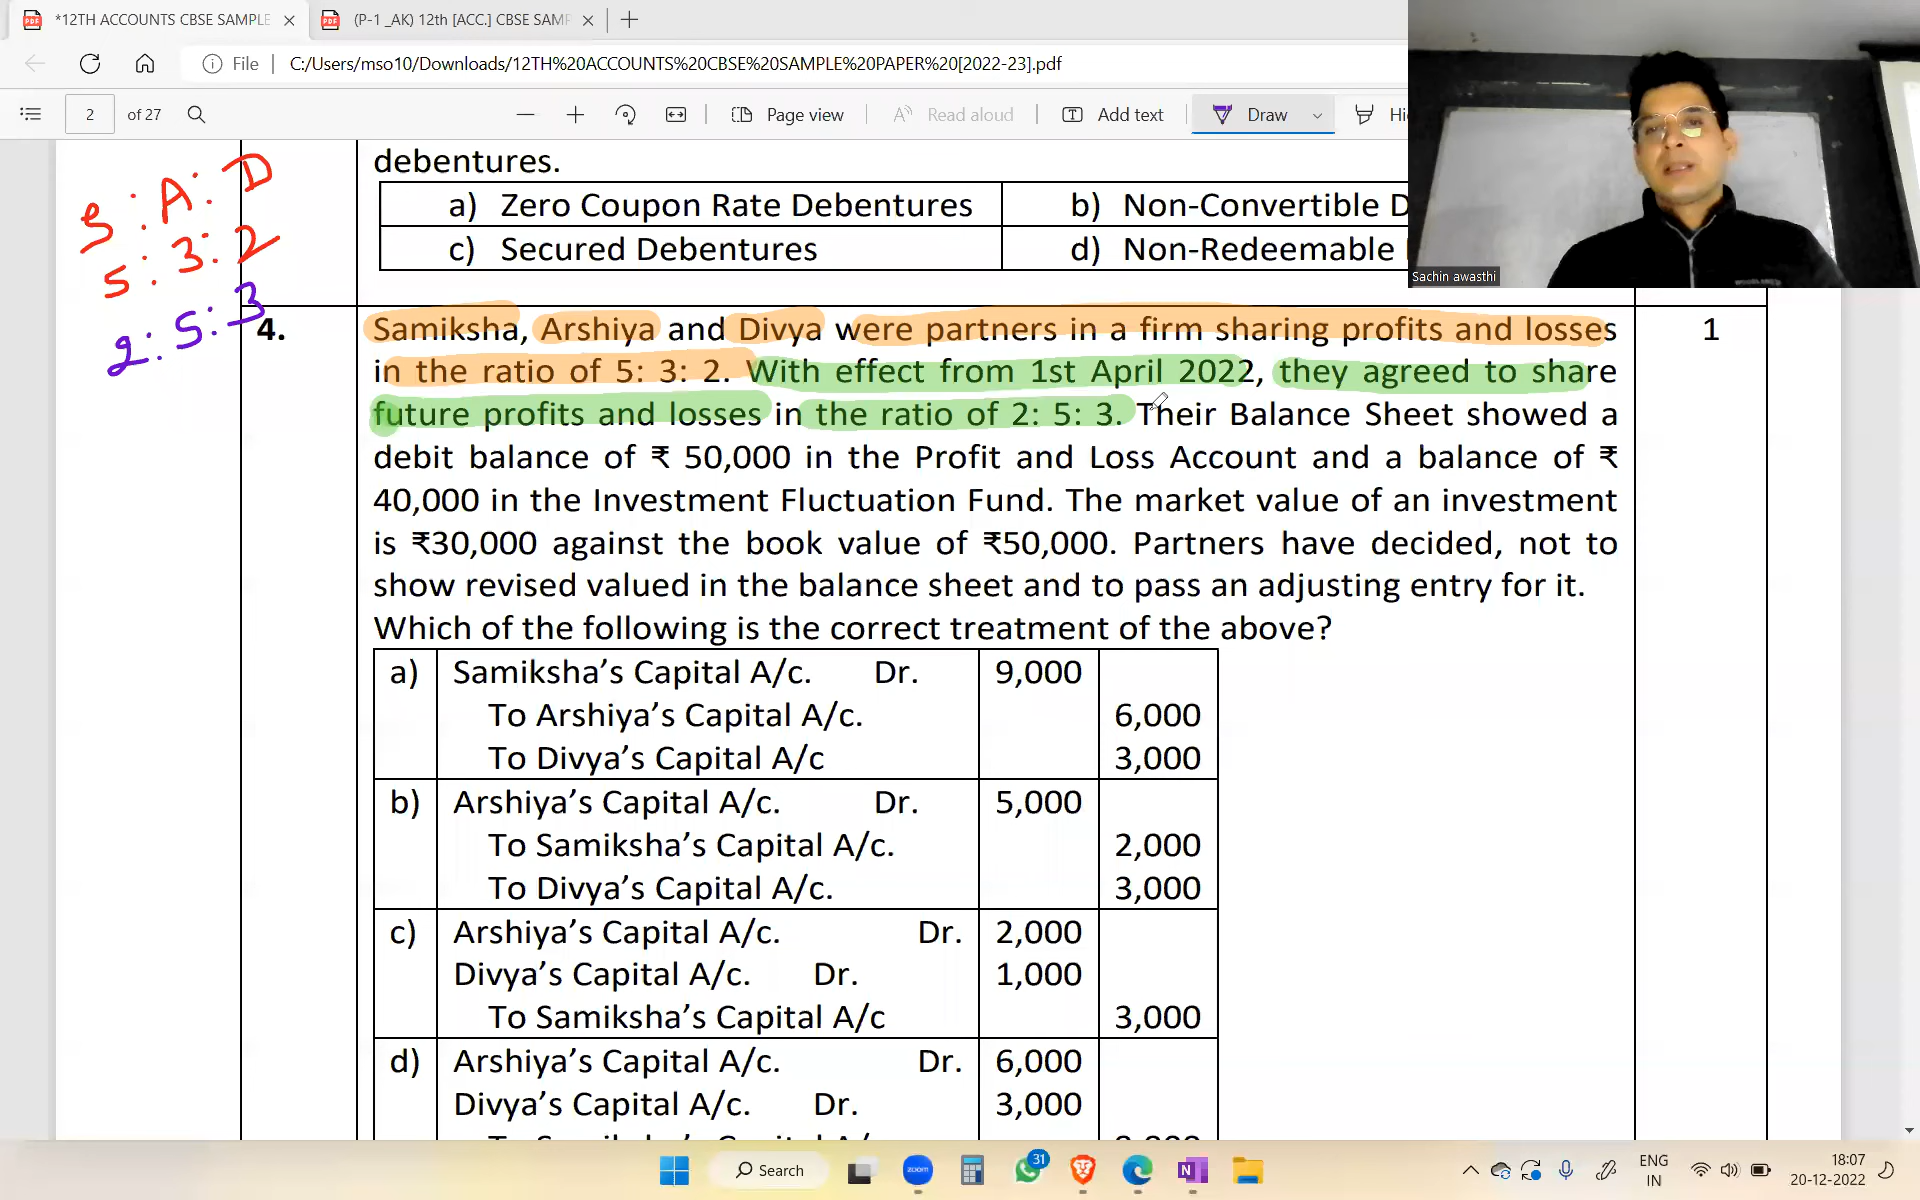 *12TH ACCOUNTS CBSE SAMPLE
(P-1 _AK) 12th [ACC.] CBSE SAMP
File
C:/Users/mso10/Downloads/12TH%20ACCOUNTS%20CBSE%20SAMPLE%20PAPER%20[2022-23].pdf
2 of 27
Page view
Read aloud
Add text
Draw
Sachin awasthi
S : A : D
5 : 3 : 2
2 : 5 : 3
debentures.
a) Zero Coupon Rate Debentures b) Non-Convertible D
c) Secured Debentures d) Non-Redeemable
4. Samiksha, Arshiya and Divya were partners in a firm sharing profits and losses 1
in the ratio of 5: 3: 2. With effect from 1st April 2022, they agreed to share
future profits and losses in the ratio of 2: 5: 3. Their Balance Sheet showed a
debit balance of ₹ 50,000 in the Profit and Loss Account and a balance of ₹
40,000 in the Investment Fluctuation Fund. The market value of an investment
is ₹30,000 against the book value of ₹50,000. Partners have decided, not to
show revised valued in the balance sheet and to pass an adjusting entry for it.
Which of the following is the correct treatment of the above?
a) Samiksha’s Capital A/c. Dr. 9,000
To Arshiya’s Capital A/c. 6,000
To Divya’s Capital A/c 3,000
b) Arshiya’s Capital A/c. Dr. 5,000
To Samiksha’s Capital A/c. 2,000
To Divya’s Capital A/c. 3,000
c) Arshiya’s Capital A/c. Dr. 2,000
Divya’s Capital A/c. Dr. 1,000
To Samiksha’s Capital A/c 3,000
d) Arshiya’s Capital A/c. Dr. 6,000
Divya’s Capital A/c. Dr. 3,000
Search
zoom
31
ENG
IN
18:07
20-12-2022